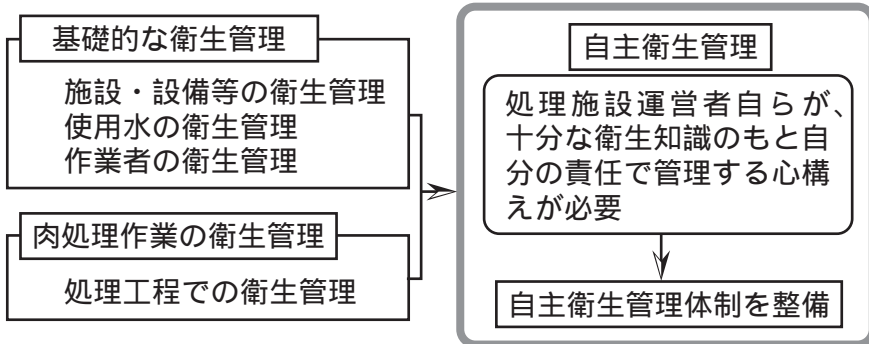 基礎的な衛生管理
施設・設備等の衛生管理
使用水の衛生管理
作業者の衛生管理
肉処理作業の衛生管理
処理工程での衛生管理
自主衛生管理
処理施設運営者自らが、
十分な衛生知識のもと自
分の責任で管理する心構
えが必要
自主衛生管理体制を整備